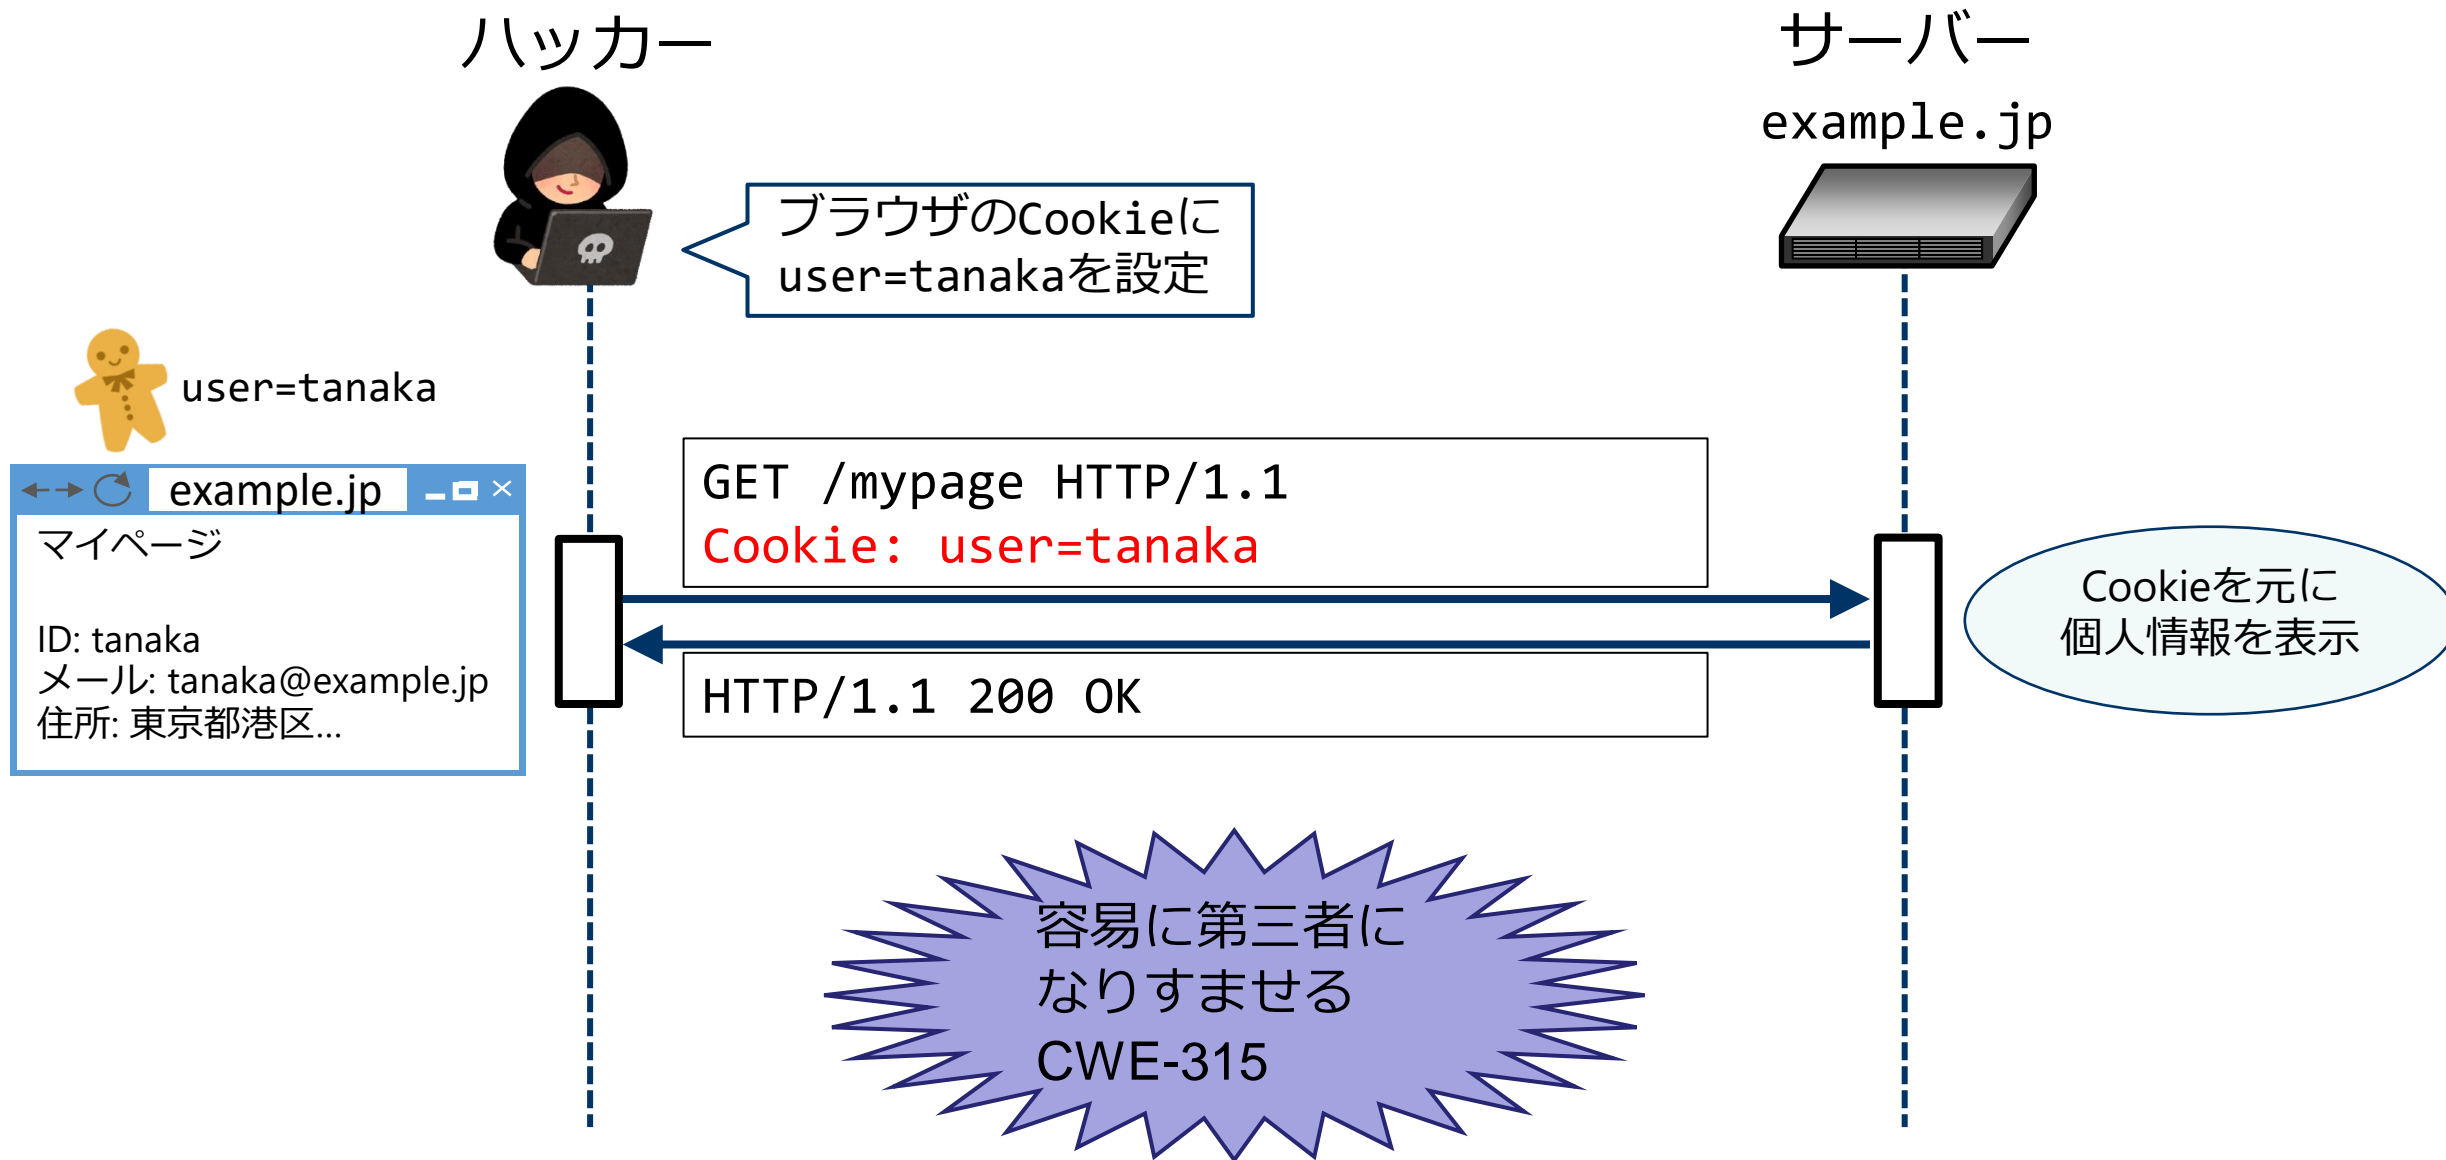 ハッカー
サーバー
example.jp
ブラウザのCookieに
user=tanakaを設定
user=tanaka
example.jp
マイページ
ID: tanaka
メール: tanaka@example.jp
住所: 東京都港区...
GET /mypage HTTP/1.1
Cookie: user=tanaka
HTTP/1.1 200 OK
Cookieを元に
個人情報を表示
容易に第三者に
なりすませる
CWE-315